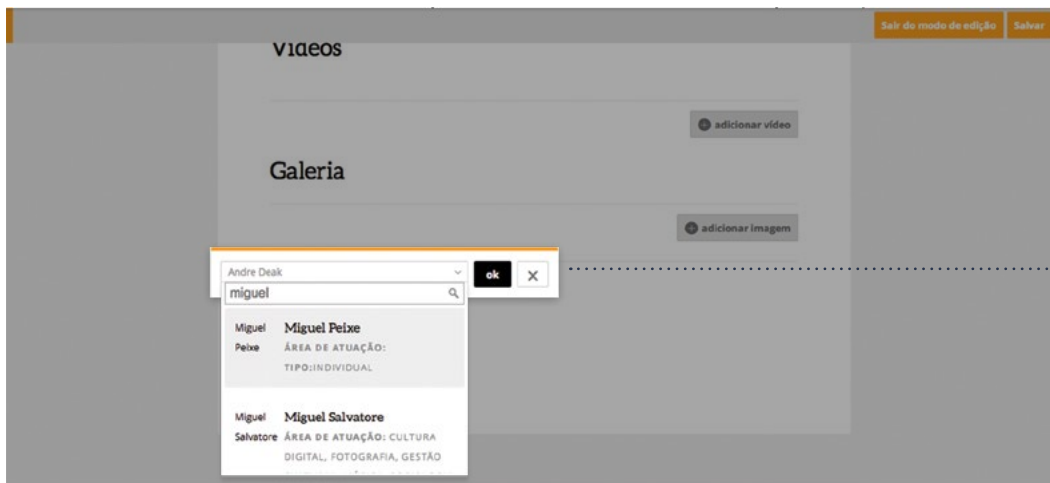 Sair do modo de edição Salvar
Vídeos
adicionar vídeo
Galeria
adicionar imagem
Andre Deak ok X
miguel
Miguel Peixe
Miguel Peixe
ÁREA DE ATUAÇÃO:
TIPO:INDIVIDUAL
Miguel Salvatore
Miguel Salvatore
ÁREA DE ATUAÇÃO: CULTURA
DIGITAL, FOTOGRAFIA, GESTÃO